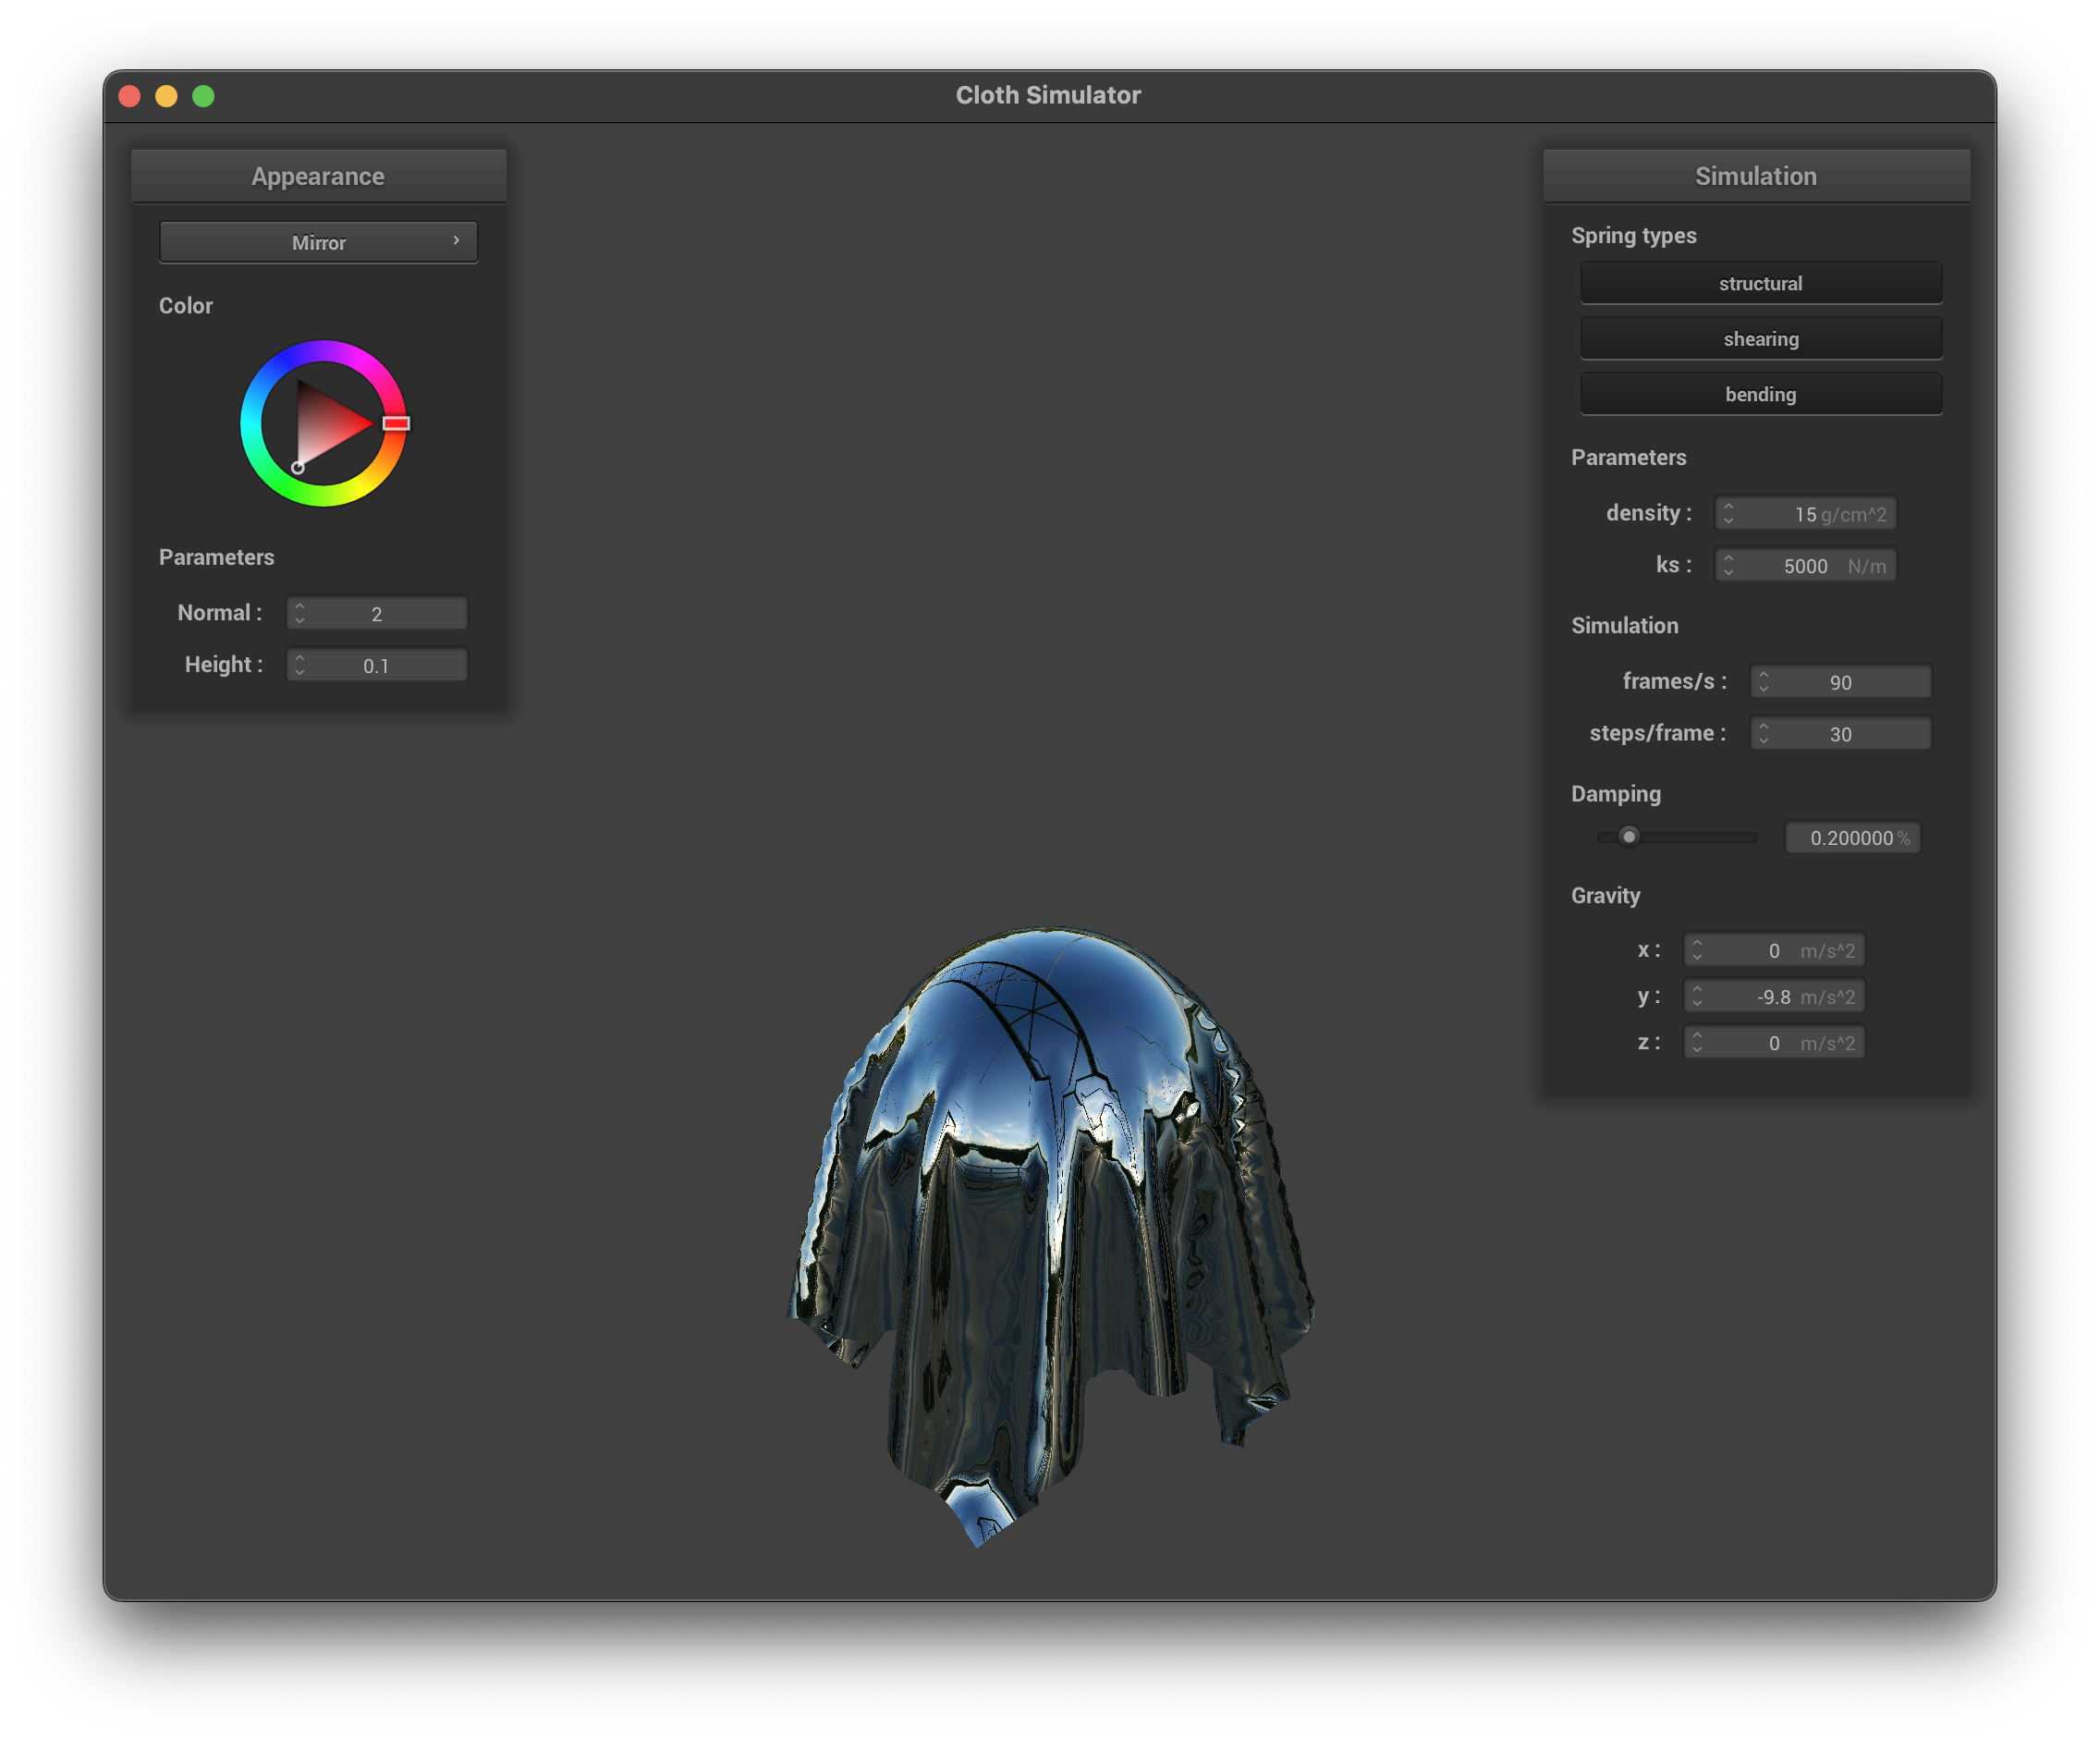 Cloth Simulator
Appearance
Mirror
Color
Parameters
Normal : 2
Height : 0.1
Simulation
Spring types
structural
shearing
bending
Parameters
density : 15 g/cm^2
ks : 5000 N/m
Simulation
frames/s : 90
steps/frame : 30
Damping
0.200000 %
Gravity
x : 0 m/s^2
y : -9.8 m/s^2
z : 0 m/s^2